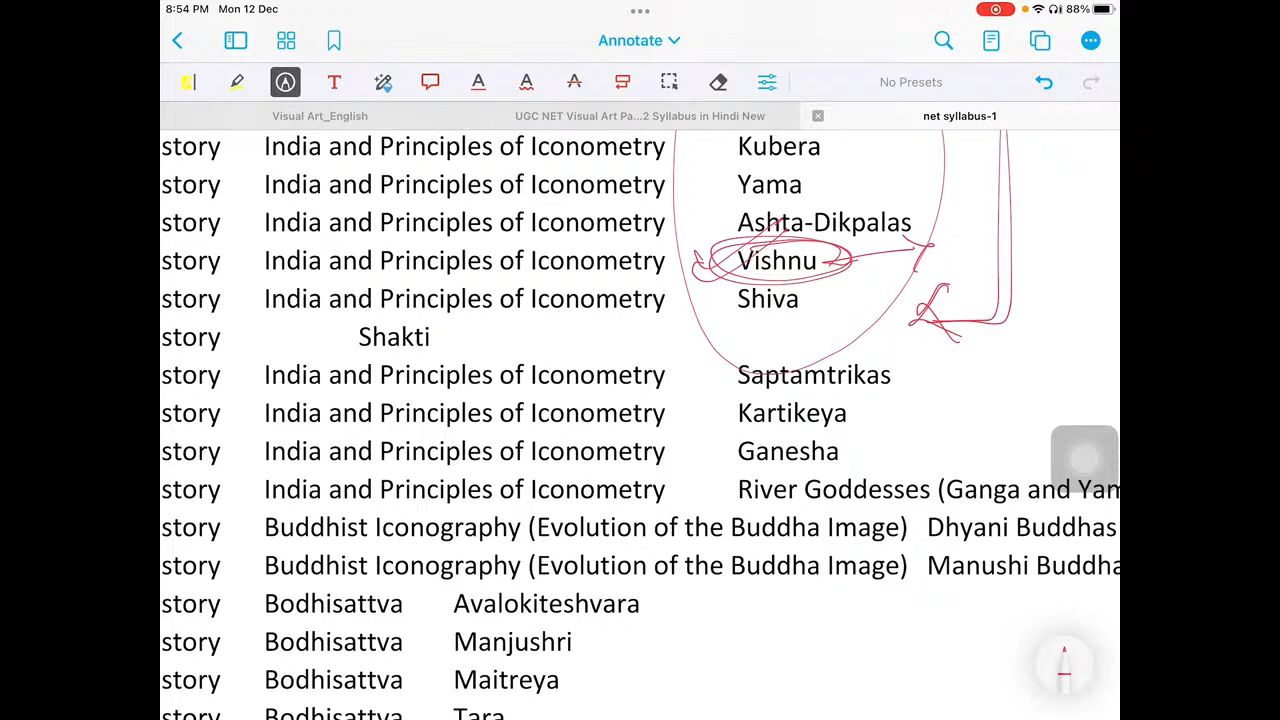 8:54 PM Mon 12 Dec 88%
Annotate
No Presets
Visual Art_English UGC NET Visual Art Pa...2 Syllabus in Hindi New net syllabus-1
story India and Principles of Iconometry Kubera
story India and Principles of Iconometry Yama
story India and Principles of Iconometry Ashta-Dikpalas
story India and Principles of Iconometry Vishnu
story India and Principles of Iconometry Shiva
story Shakti
story India and Principles of Iconometry Saptamtrikas
story India and Principles of Iconometry Kartikeya
story India and Principles of Iconometry Ganesha
story India and Principles of Iconometry River Goddesses (Ganga and Yam
story Buddhist Iconography (Evolution of the Buddha Image) Dhyani Buddhas
story Buddhist Iconography (Evolution of the Buddha Image) Manushi Buddha
story Bodhisattva Avalokiteshvara
story Bodhisattva Manjushri
story Bodhisattva Maitreya
story Bodhisattva Tara